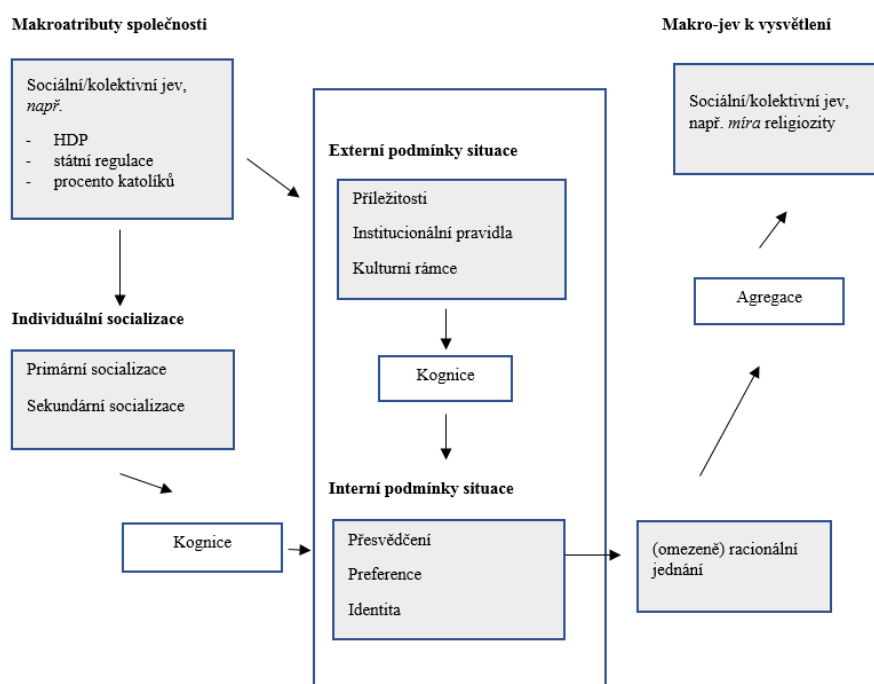 Makroatributy společnosti
Sociální/kolektivní jev,
např.
- HDP
- státní regulace
- procento katolíků
Individuální socializace
Primární socializace
Sekundární socializace
Kognice
Externí podmínky situace
Příležitosti
Institucionální pravidla
Kulturní rámce
Kognice
Interní podmínky situace
Přesvědčení
Preference
Identita
(omezeně) racionální
jednání
Agregace
Makro-jev k vysvětlení
Sociální/kolektivní jev,
např. míra religiozity